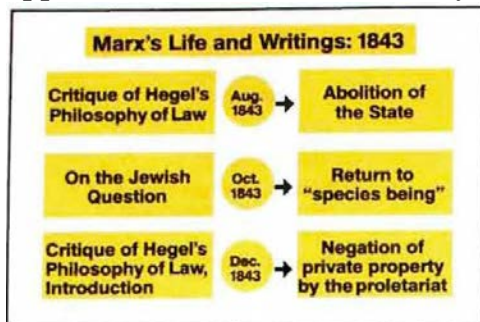 Marx's Life and Writings: 1843
Critique of Hegel's
Philosophy of Law
Aug.
1843
Abolition of
the State
On the Jewish
Question
Oct.
1843
Return to
"species being"
Critique of Hegel's
Philosophy of Law,
Introduction
Dec.
1843
Negation of
private property
by the proletariat